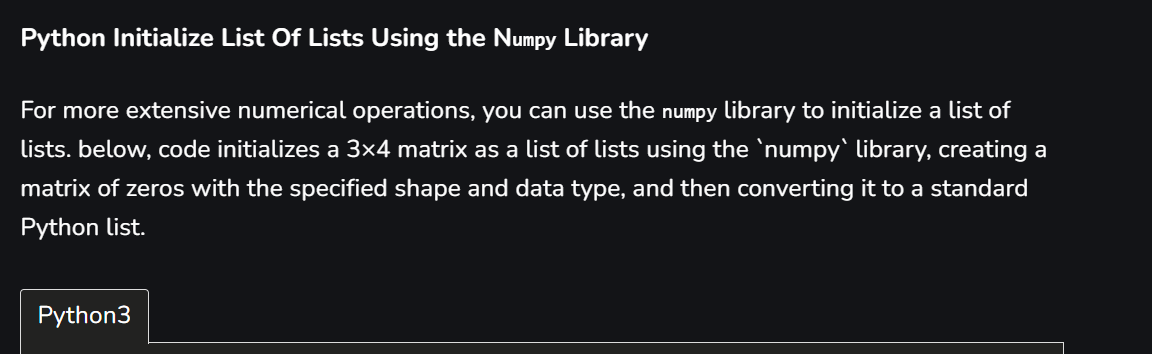 Python Initialize List Of Lists Using the Numpy Library
For more extensive numerical operations, you can use the numpy library to initialize a list of
lists. below, code initializes a 3×4 matrix as a list of lists using the `numpy` library, creating a
matrix of zeros with the specified shape and data type, and then converting it to a standard
Python list.
Python3